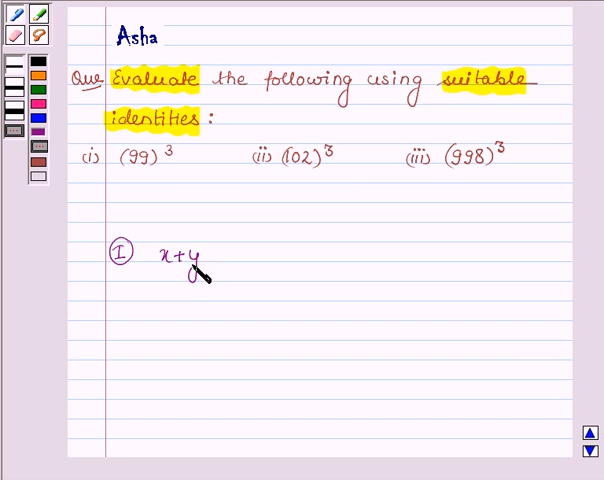 Asha
Que Evaluate the following using suitable
identities :
(i) (99)³ (ii) (102)³ (iii) (998)³
I x+y